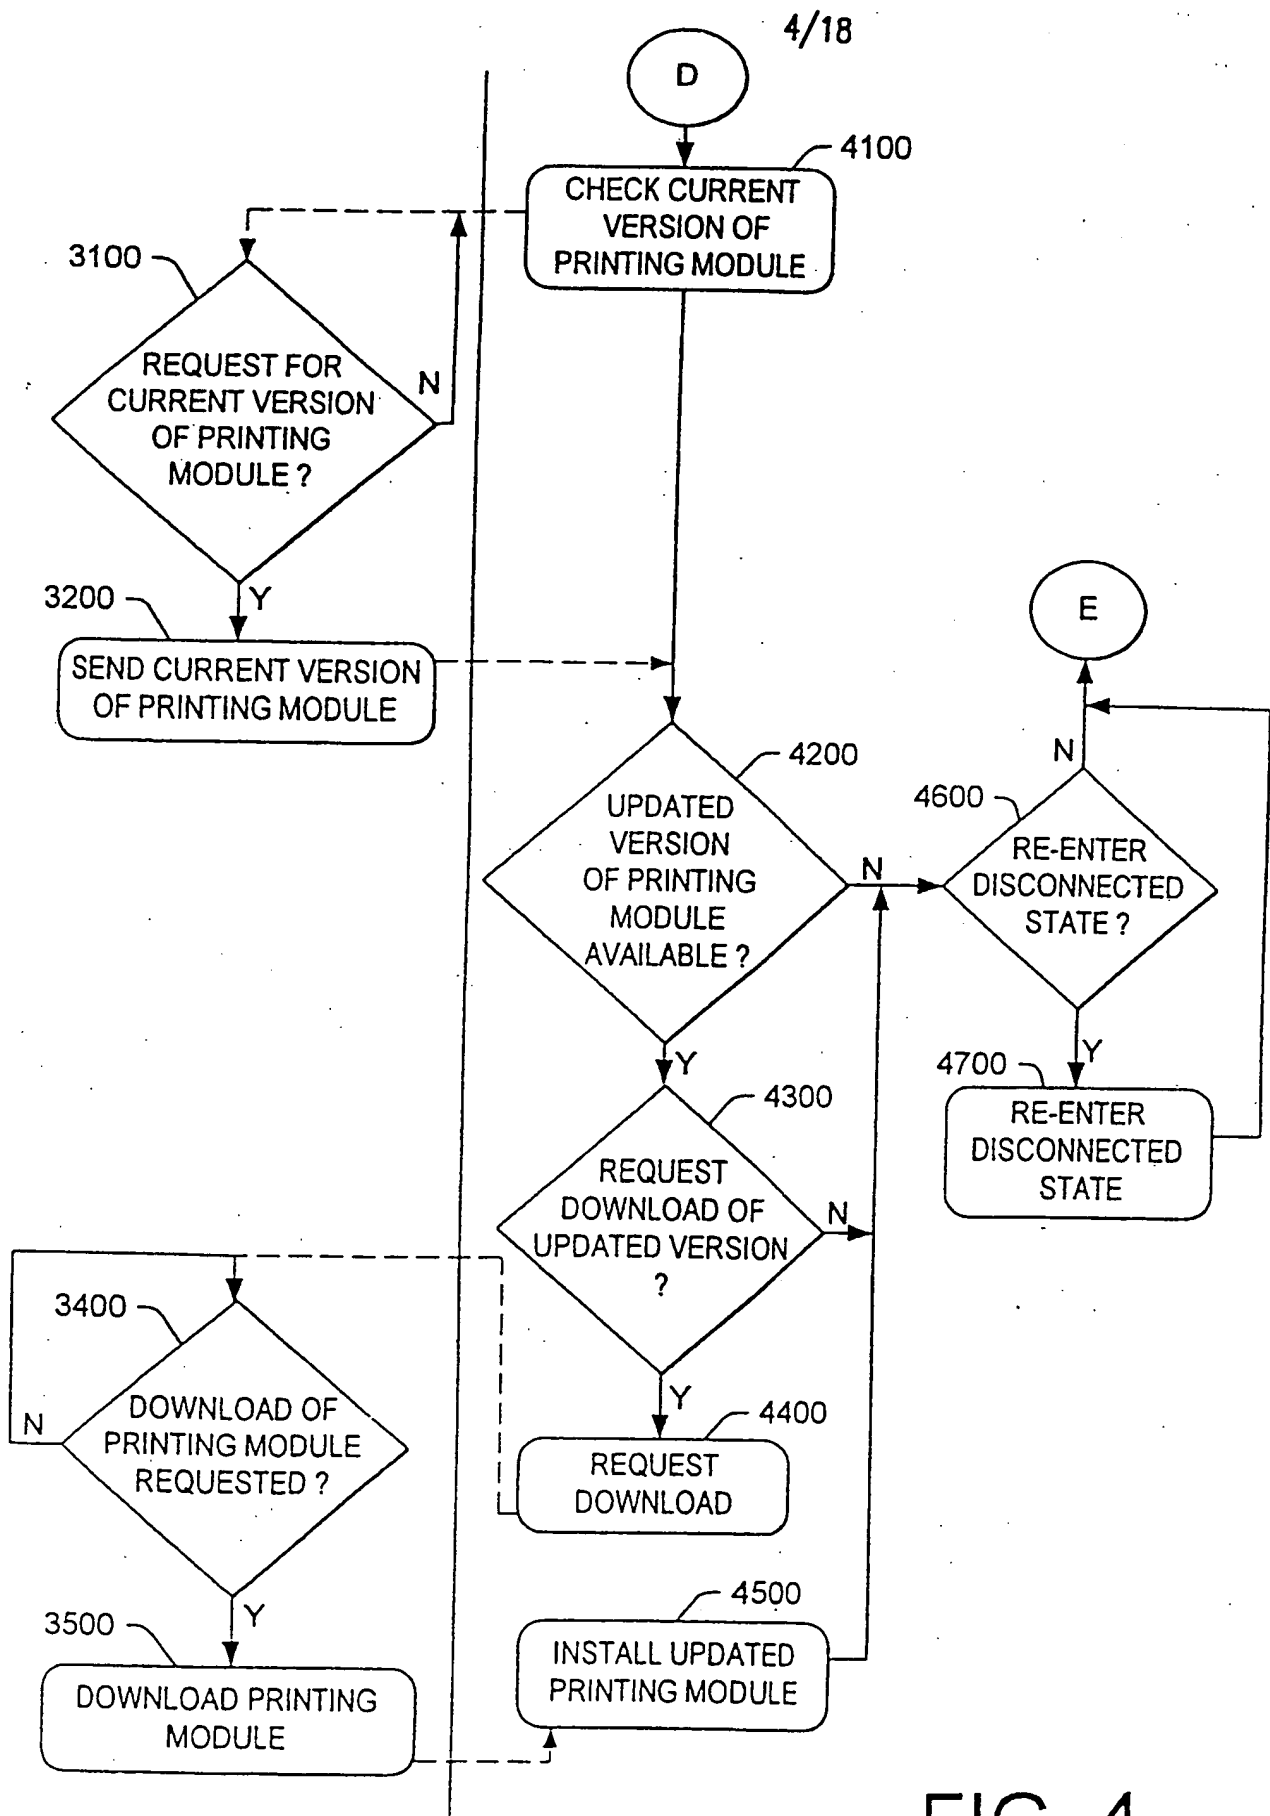 4/18
D
4100
CHECK CURRENT
VERSION OF
PRINTING MODULE
3100
REQUEST FOR
CURRENT VERSION
OF PRINTING
MODULE ?
N
Y
3200
SEND CURRENT VERSION
OF PRINTING MODULE
E
4200
UPDATED
VERSION
OF PRINTING
MODULE
AVAILABLE ?
N
Y
N
4600
RE-ENTER
DISCONNECTED
STATE ?
Y
4700
RE-ENTER
DISCONNECTED
STATE
4300
REQUEST
DOWNLOAD OF
UPDATED VERSION
?
N
Y
3400
DOWNLOAD OF
PRINTING MODULE
REQUESTED ?
N
Y
4400
REQUEST
DOWNLOAD
4500
INSTALL UPDATED
PRINTING MODULE
3500
DOWNLOAD PRINTING
MODULE
FIG. 4